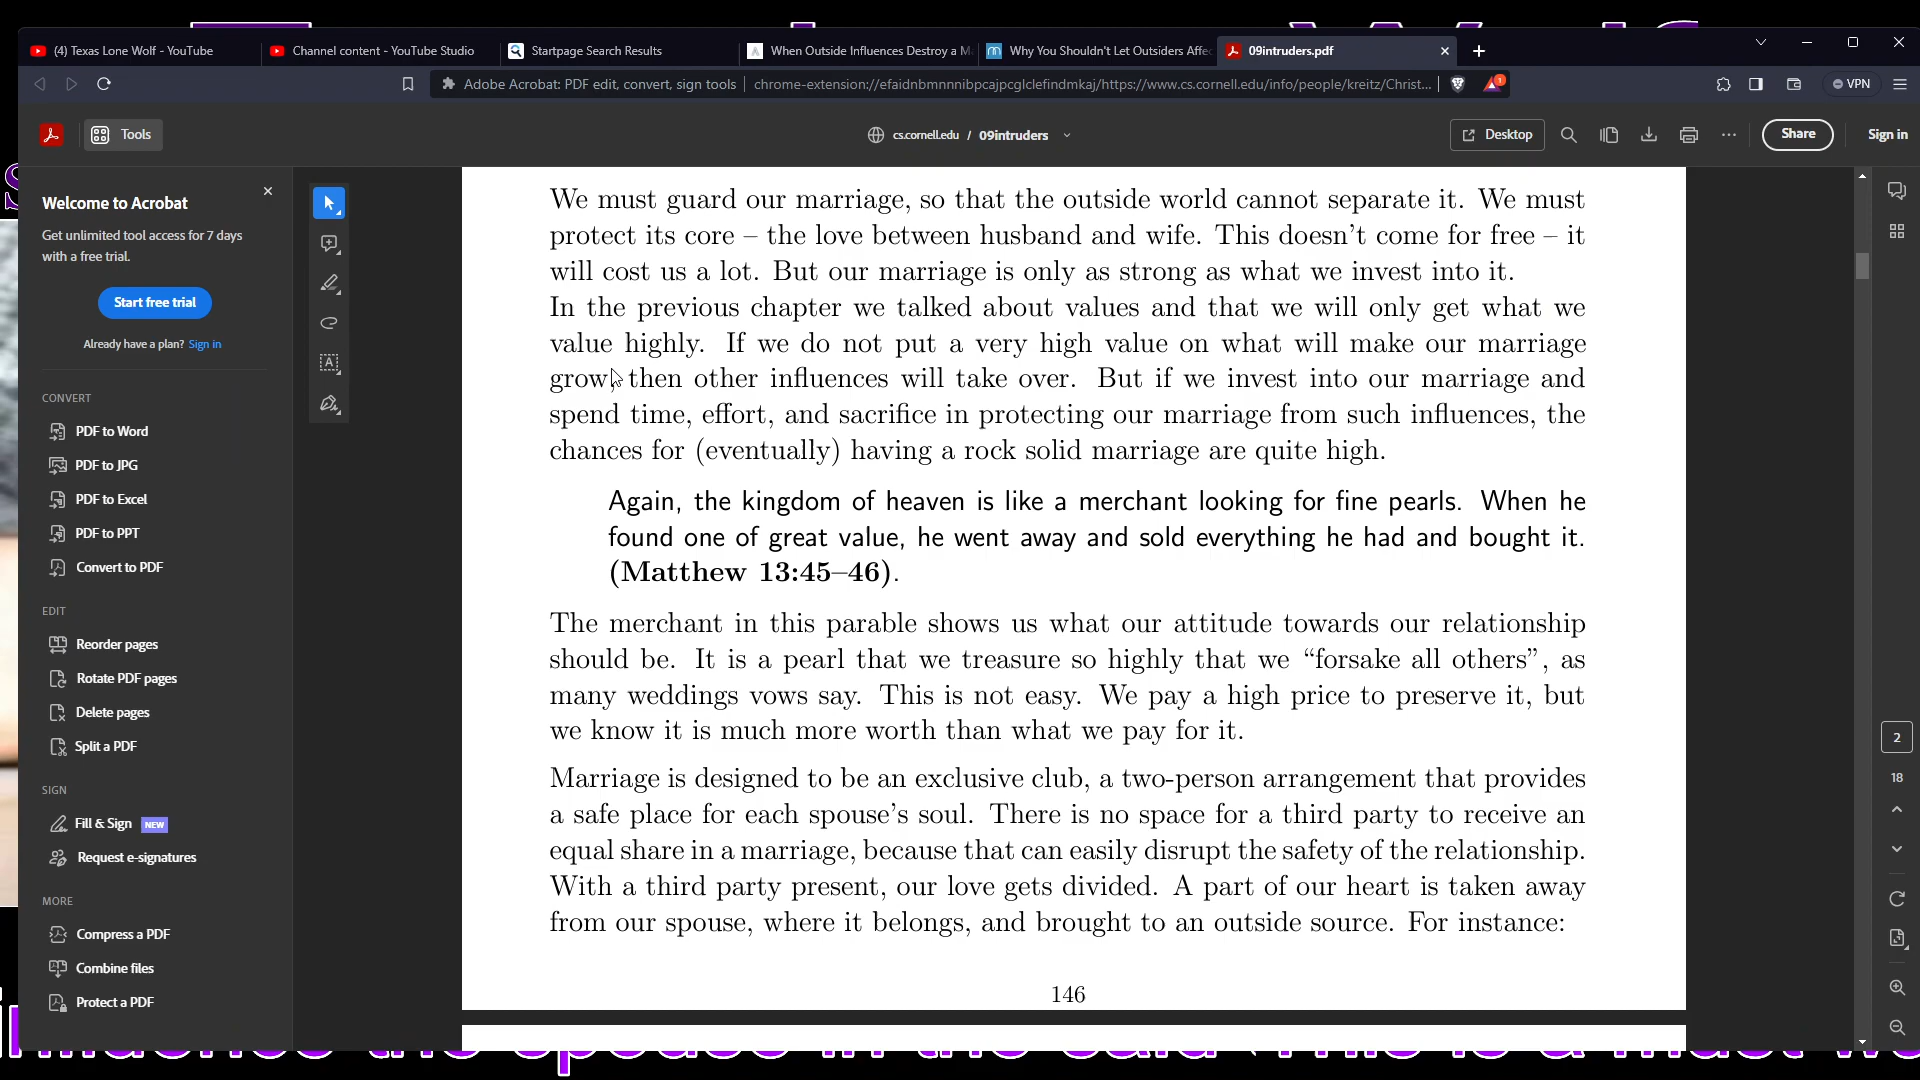 (4) Texas Lone Wolf - YouTube
Channel content - YouTube Studio
Startpage Search Results
When Outside Influences Destroy a M
Why You Shouldn't Let Outsiders Affe
09intruders.pdf
Adobe Acrobat: PDF edit, convert, sign tools
chrome-extension://efaidnbmnnnibpcajpcglclefindmkaj/https://www.cs.cornell.edu/info/people/kreitz/Christ...
1
VPN
Tools
cs.cornell.edu / 09intruders
Desktop
Share
Sign in
Welcome to Acrobat
Get unlimited tool access for 7 days
with a free trial.
Start free trial
Already have a plan? Sign in
CONVERT
PDF to Word
PDF to JPG
PDF to Excel
PDF to PPT
Convert to PDF
EDIT
Reorder pages
Rotate PDF pages
Delete pages
Split a PDF
SIGN
Fill & Sign NEW
Request e-signatures
MORE
Compress a PDF
Combine files
Protect a PDF
We must guard our marriage, so that the outside world cannot separate it. We must
protect its core – the love between husband and wife. This doesn't come for free – it
will cost us a lot. But our marriage is only as strong as what we invest into it.
In the previous chapter we talked about values and that we will only get what we
value highly. If we do not put a very high value on what will make our marriage
grow, then other influences will take over. But if we invest into our marriage and
spend time, effort, and sacrifice in protecting our marriage from such influences, the
chances for (eventually) having a rock solid marriage are quite high.
Again, the kingdom of heaven is like a merchant looking for fine pearls. When he
found one of great value, he went away and sold everything he had and bought it.
(Matthew 13:45–46).
The merchant in this parable shows us what our attitude towards our relationship
should be. It is a pearl that we treasure so highly that we “forsake all others”, as
many weddings vows say. This is not easy. We pay a high price to preserve it, but
we know it is much more worth than what we pay for it.
Marriage is designed to be an exclusive club, a two-person arrangement that provides
a safe place for each spouse's soul. There is no space for a third party to receive an
equal share in a marriage, because that can easily disrupt the safety of the relationship.
With a third party present, our love gets divided. A part of our heart is taken away
from our spouse, where it belongs, and brought to an outside source. For instance:
146
2
18